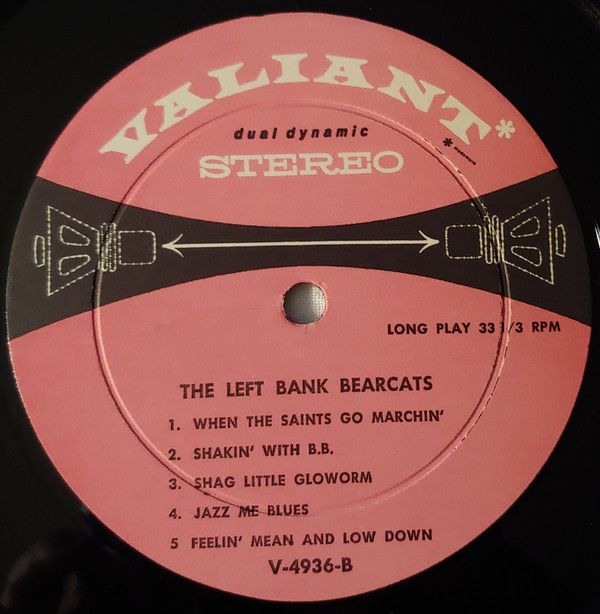 VALIANT*
dual dynamic
STEREO
LONG PLAY 33 1/3 RPM
THE LEFT BANK BEARCATS
1. WHEN THE SAINTS GO MARCHIN'
2. SHAKIN' WITH B.B.
3. SHAG LITTLE GLOWORM
4. JAZZ ME BLUES
5 FEELIN' MEAN AND LOW DOWN
V-4936-B